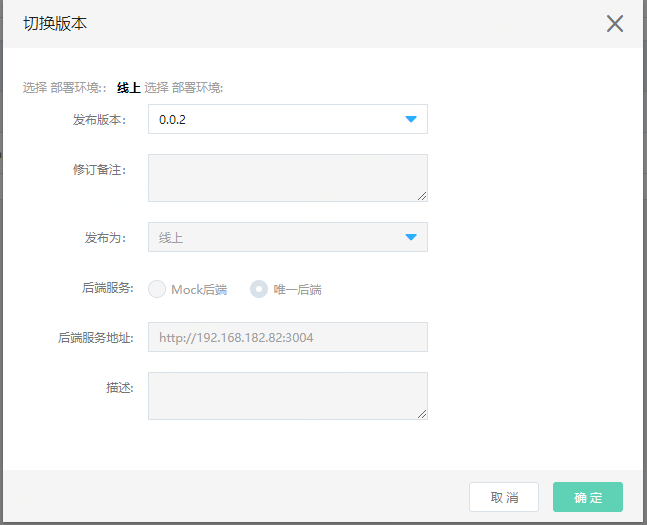 切换版本
选择 部署环境:： 线上 选择 部署环境:
发布版本： 0.0.2
修订备注：
发布为： 线上
后端服务: Mock后端 唯一后端
后端服务地址: http://192.168.182.82:3004
描述:
取 消 确 定